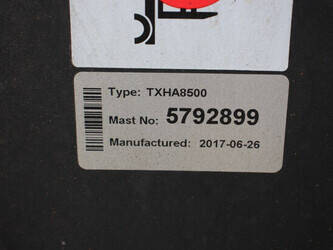 Type: TXHA8500
Mast No: 5792899
Manufactured: 2017-06-26